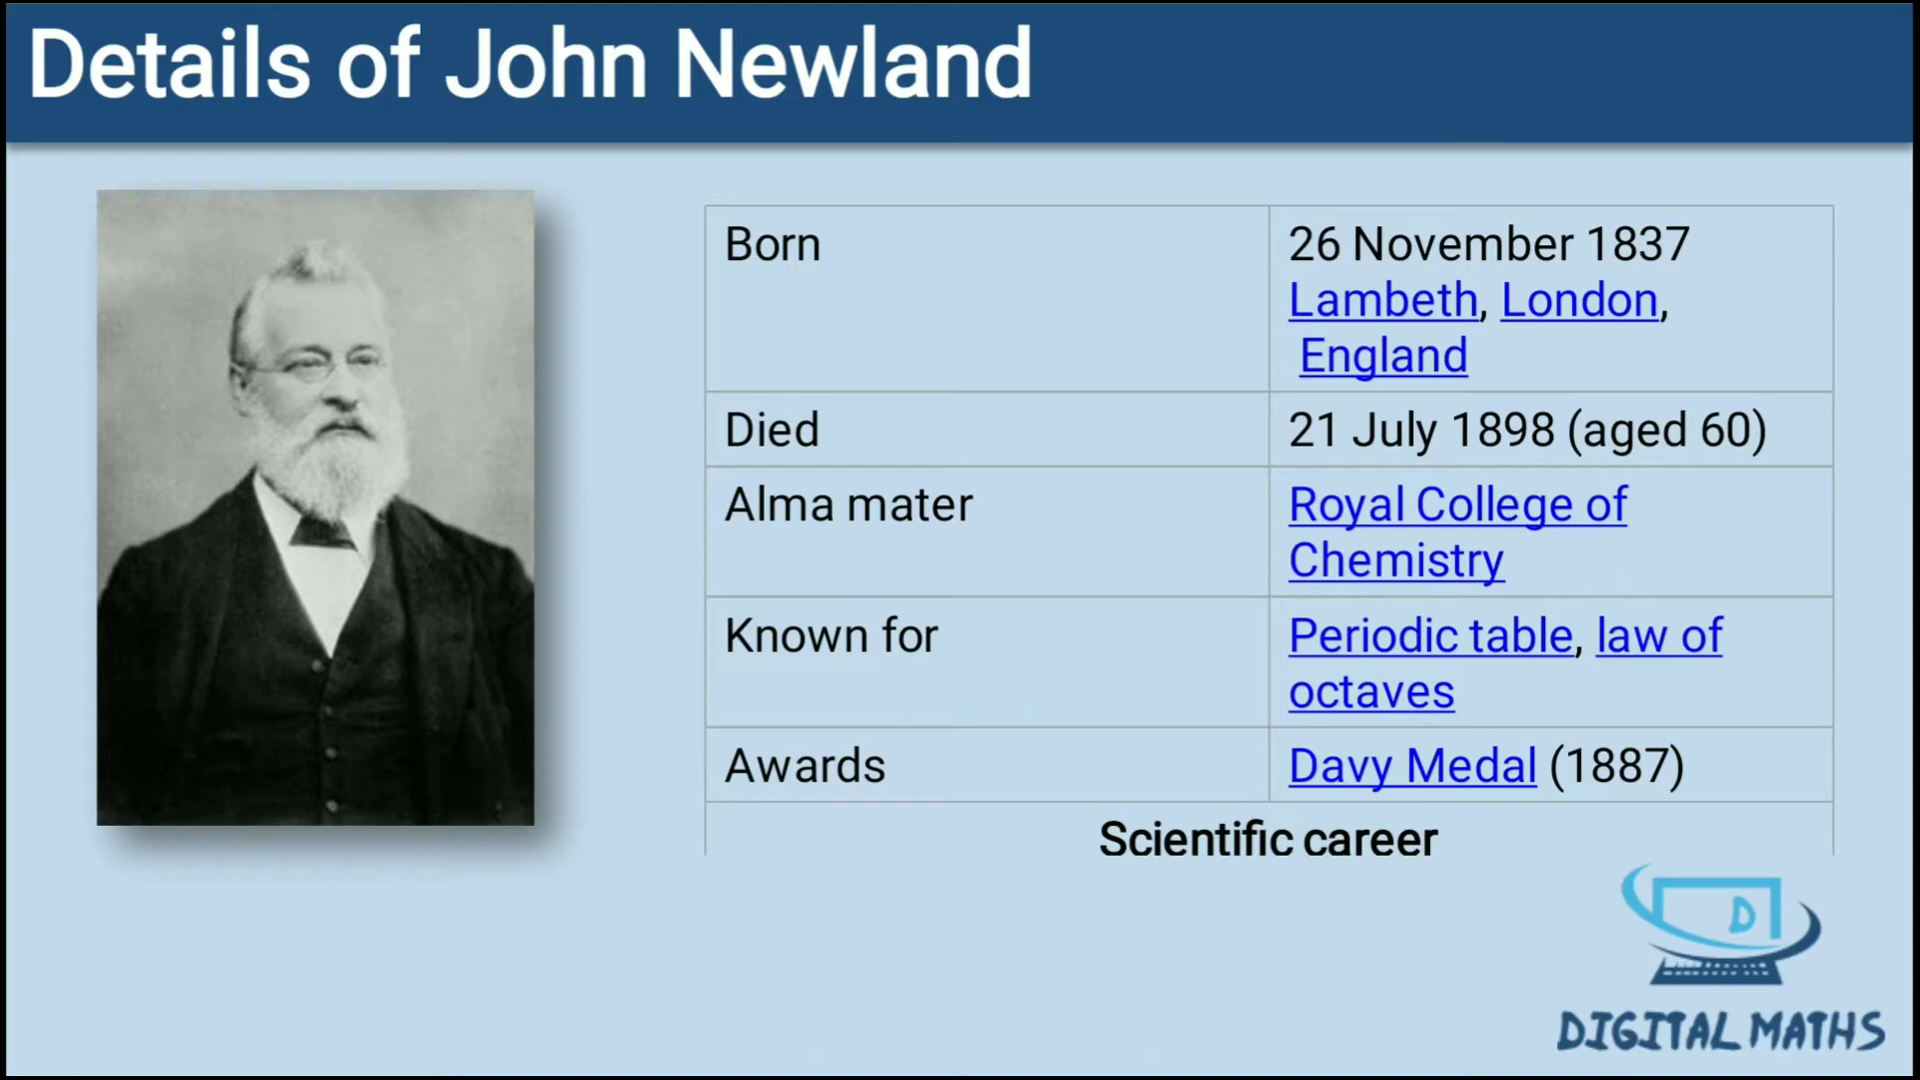 Details of John Newland
Born
26 November 1837
Lambeth, London,
England
Died
21 July 1898 (aged 60)
Alma mater
Royal College of
Chemistry
Known for
Periodic table, law of
octaves
Awards
Davy Medal (1887)
Scientific career
D
DIGITAL MATHS